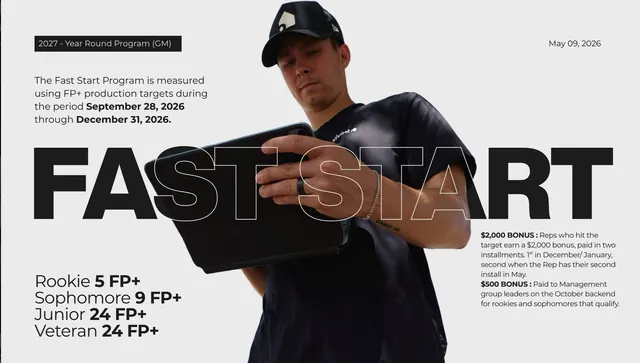 2027 - Year Round Program (GM)
May 09, 2026
The Fast Start Program is measured
using FP+ production targets during
the period September 28, 2026
through December 31, 2026.
FAST START
$2,000 BONUS : Reps who hit the
target earn a $2,000 bonus, paid in two
installments. 1st in December/ January,
second when the Rep has their second
install in May.
$500 BONUS : Paid to Management
group leaders on the October backend
for rookies and sophomores that qualify.
Rookie 5 FP+
Sophomore 9 FP+
Junior 24 FP+
Veteran 24 FP+